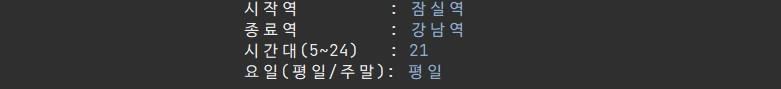 시작역 : 잠실역
종료역 : 강남역
시간대(5~24) : 21
요일(평일/주말): 평일